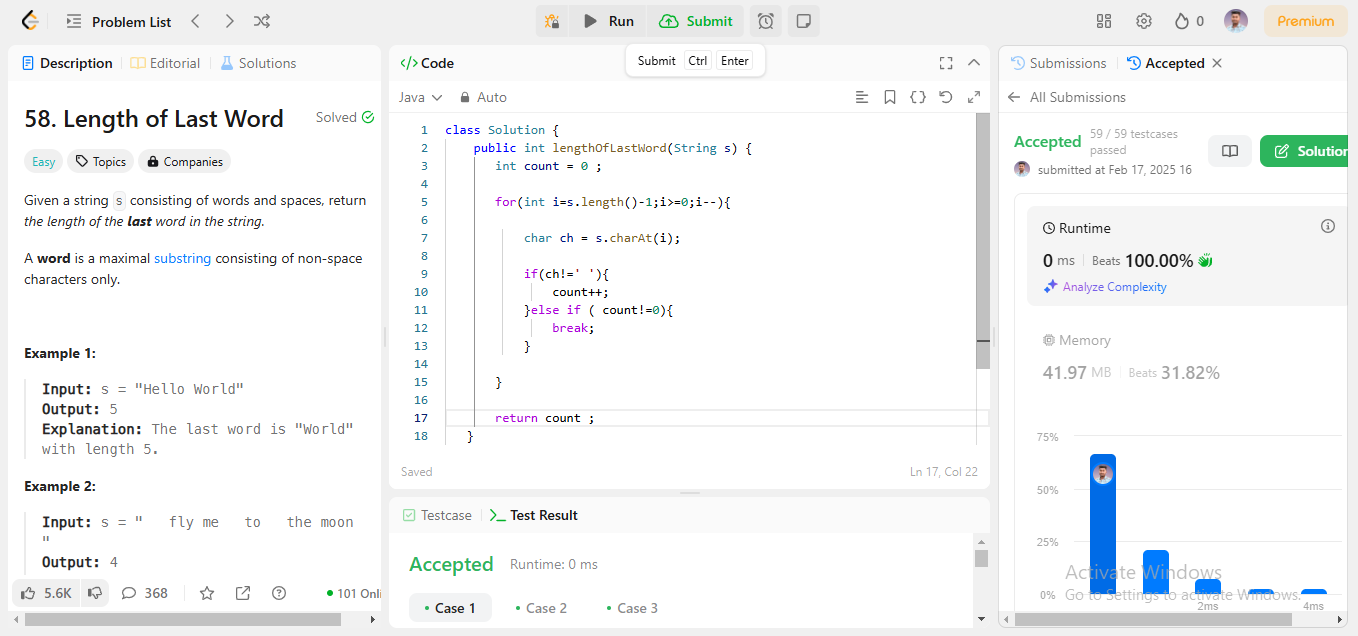 Problem List
Run
Submit
0
Premium
Submit Ctrl Enter
Description
Editorial
Solutions
58. Length of Last Word
Solved
Easy
Topics
Companies
Given a string s consisting of words and spaces, return
the length of the last word in the string.
A word is a maximal substring consisting of non-space
characters only.
Example 1:
Input: s = "Hello World"
Output: 5
Explanation: The last word is "World"
with length 5.
Example 2:
Input: s = "   fly me   to   the moon
"
Output: 4
5.6K
368
101 Onli
</> Code
Java
Auto
1 class Solution {
2 public int lengthOfLastWord(String s) {
3 int count = 0 ;
4
5 for(int i=s.length()-1;i>=0;i--){
6
7 char ch = s.charAt(i);
8
9 if(ch!=' '){
10 count++;
11 }else if ( count!=0){
12 break;
13 }
14
15 }
16
17 return count ;
18 }
Saved
Ln 17, Col 22
Testcase
Test Result
Accepted
Runtime: 0 ms
Case 1
Case 2
Case 3
Submissions
Accepted
All Submissions
Accepted
59 / 59 testcases
passed
submitted at Feb 17, 2025 16
Solution
Runtime
0 ms
Beats 100.00%
Analyze Complexity
Memory
41.97 MB
Beats 31.82%
75%
50%
25%
0%
2ms
4ms
Activate Windows
Go to Settings to activate Windows.